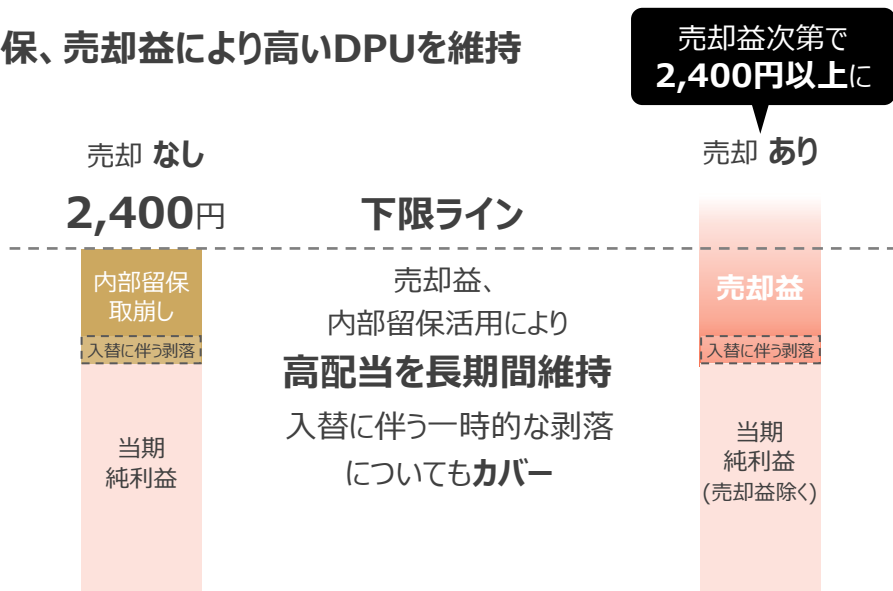 保、売却益により高いDPUを維持
売却益次第で
2,400円以上に
売却 なし
2,400円
下限ライン
売却 あり
内部留保
取崩し
入替に伴う剥落
当期
純利益
売却益、
内部留保活用により
高配当を長期間維持
入替に伴う一時的な剥落
についてもカバー
売却益
入替に伴う剥落
当期
純利益
(売却益除く)